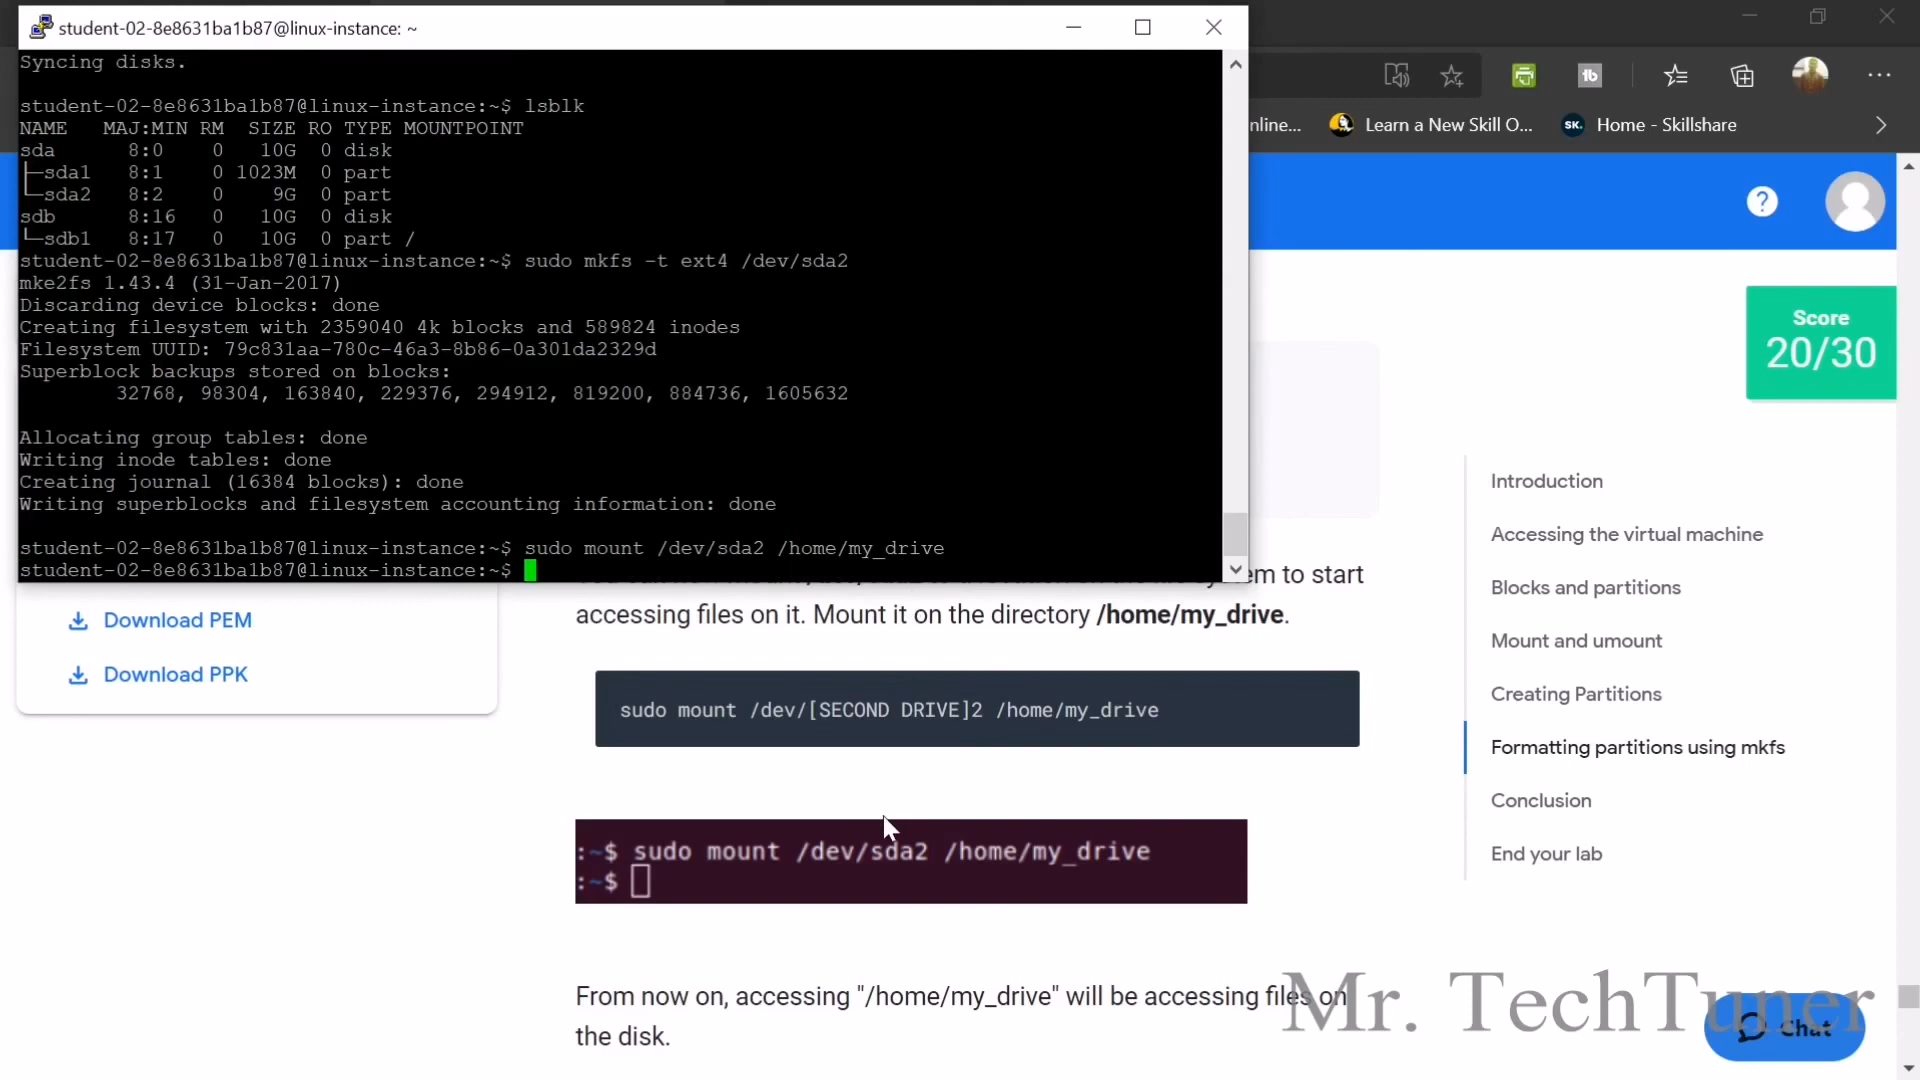 student-02-8e8631ba1b87@linux-instance: ~
Syncing disks.
student-02-8e8631ba1b87@linux-instance:~$ lsblk
NAME   MAJ:MIN RM  SIZE RO TYPE MOUNTPOINT
sda      8:0    0   10G  0 disk
├─sda1   8:1    0 1023M  0 part
└─sda2   8:2    0    9G  0 part
sdb      8:16   0   10G  0 disk
└─sdb1   8:17   0   10G  0 part /
student-02-8e8631ba1b87@linux-instance:~$ sudo mkfs -t ext4 /dev/sda2
mke2fs 1.43.4 (31-Jan-2017)
Discarding device blocks: done
Creating filesystem with 2359040 4k blocks and 589824 inodes
Filesystem UUID: 79c831aa-780c-46a3-8b86-0a301da2329d
Superblock backups stored on blocks:
32768, 98304, 163840, 229376, 294912, 819200, 884736, 1605632
Allocating group tables: done
Writing inode tables: done
Creating journal (16384 blocks): done
Writing superblocks and filesystem accounting information: done
student-02-8e8631ba1b87@linux-instance:~$ sudo mount /dev/sda2 /home/my_drive
student-02-8e8631ba1b87@linux-instance:~$
nline...
Learn a New Skill O...
SK.
Home - Skillshare
Score
20/30
Download PEM
Download PPK
em to start
accessing files on it. Mount it on the directory /home/my_drive.
sudo mount /dev/[SECOND DRIVE]2 /home/my_drive
:~$ sudo mount /dev/sda2 /home/my_drive
:~$
From now on, accessing "/home/my_drive" will be accessing files on
the disk.
Introduction
Accessing the virtual machine
Blocks and partitions
Mount and umount
Creating Partitions
Formatting partitions using mkfs
Conclusion
End your lab
Mr. TechTuner
Chat